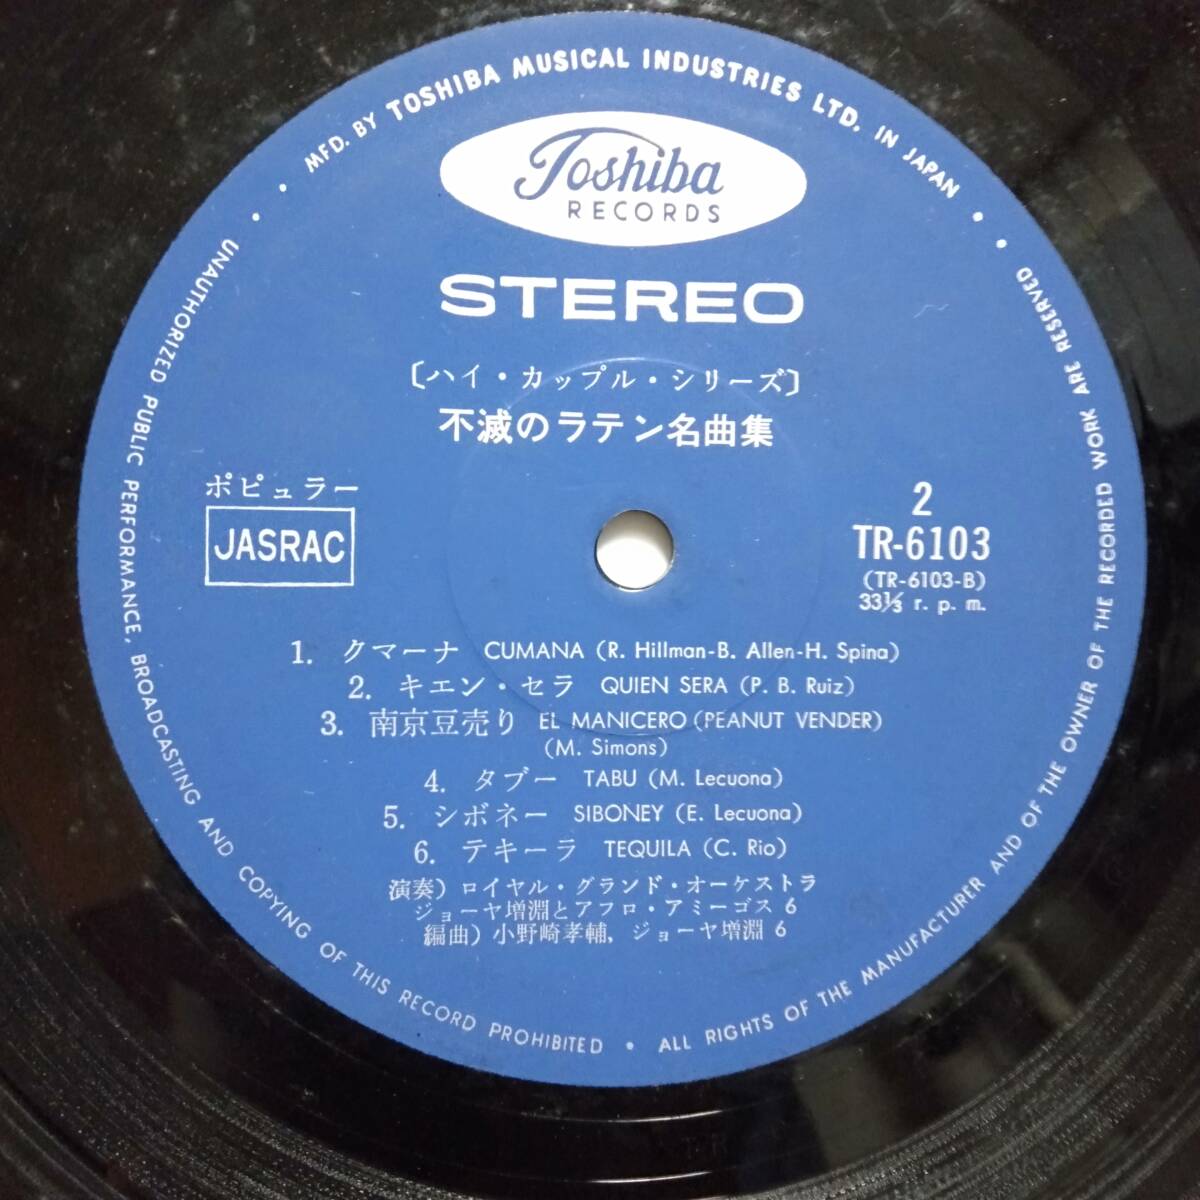 MFD. BY TOSHIBA MUSICAL INDUSTRIES LTD. IN JAPAN
Toshiba
RECORDS
STEREO
〔ハイ・カップル・シリーズ〕
不滅のラテン名曲集
ポピュラー
JASRAC
2
TR-6103
(TR-6103-B)
33⅓ r. p. m.
1. クマーナ CUMANA (R. Hillman-B. Allen-H. Spina)
2. キエン・セラ QUIEN SERA (P. B. Ruiz)
3. 南京豆売り EL MANICERO (PEANUT VENDER)
(M. Simons)
4. タブー TABU (M. Lecuona)
5. シボネー SIBONEY (E. Lecuona)
6. テキーラ TEQUILA (C. Rio)
演奏) ロイヤル・グランド・オーケストラ
ジョーヤ増淵とアフロ・アミーゴス 6
編曲) 小野崎孝輔, ジョーヤ増淵 6
• ALL RIGHTS OF THE MANUFACTURER AND OF THE OWNER OF THE RECORDED WORK ARE RESERVED •
• UNAUTHORIZED PUBLIC PERFORMANCE, BROADCASTING AND COPYING OF THIS RECORD PROHIBITED